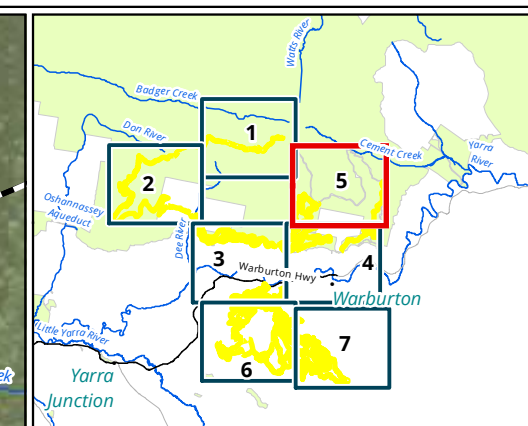 Watts River
Badger Creek
1
Don River
Cement Creek
Yarra
River
2
5
Oshannassey
Aqueduct
Dee River
3
4
Warburton Hwy
Warburton
Little Yarra River
7
6
Yarra
Junction
ek